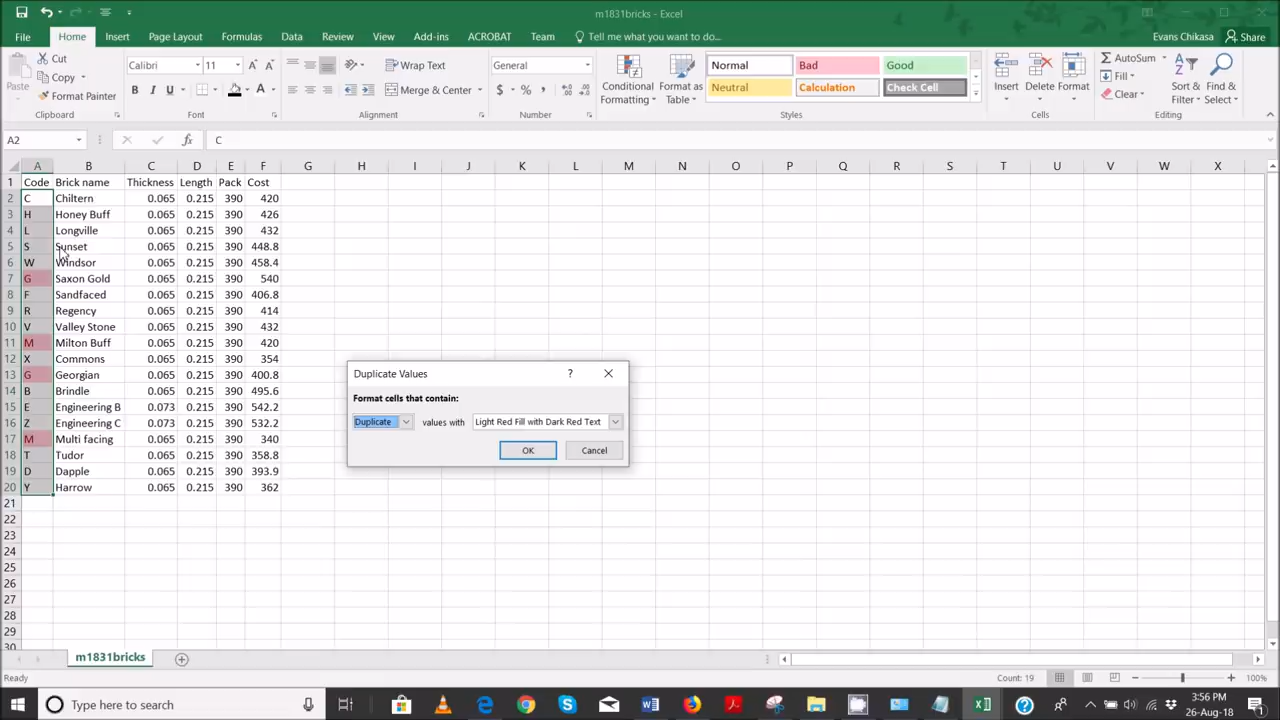 m1831bricks - Excel
File Home Insert Page Layout Formulas Data Review View Add-ins ACROBAT Team Tell me what you want to do... Evans Chikasa Share
Paste Cut Copy Format Painter Clipboard
Calibri 11 B I U A Font
Wrap Text Merge & Center Alignment
General $ % , Number
Conditional Formatting Format as Table
Normal Bad Good
Neutral Calculation Check Cell
Styles
Insert Delete Format Cells
AutoSum Fill Clear Sort & Filter Find & Select Editing
A2 fx C
A B C D E F G H I J K L M N O P Q R S T U V W X
1 Code Brick name Thickness Length Pack Cost
2 C Chiltern 0.065 0.215 390 420
3 H Honey Buff 0.065 0.215 390 426
4 L Longville 0.065 0.215 390 432
5 S Sunset 0.065 0.215 390 448.8
6 W Windsor 0.065 0.215 390 458.4
7 G Saxon Gold 0.065 0.215 390 540
8 F Sandfaced 0.065 0.215 390 406.8
9 R Regency 0.065 0.215 390 414
10 V Valley Stone 0.065 0.215 390 432
11 M Milton Buff 0.065 0.215 390 420
12 X Commons 0.065 0.215 390 354
13 G Georgian 0.065 0.215 390 400.8
14 B Brindle 0.065 0.215 390 495.6
15 E Engineering B 0.073 0.215 390 542.2
16 Z Engineering C 0.073 0.215 390 532.2
17 M Multi facing 0.065 0.215 390 340
18 T Tudor 0.065 0.215 390 358.8
19 D Dapple 0.065 0.215 390 393.9
20 Y Harrow 0.065 0.215 390 362
21
22
23
24
25
26
27
28
29
30
Duplicate Values ?
Format cells that contain:
Duplicate values with Light Red Fill with Dark Red Text
OK Cancel
m1831bricks
Ready Count: 19 100%
Type here to search
3:56 PM
26-Aug-18